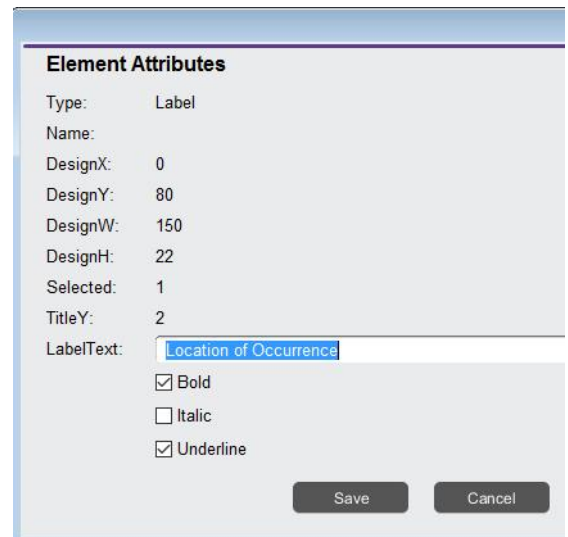 Element Attributes
Type: Label
Name:
DesignX: 0
DesignY: 80
DesignW: 150
DesignH: 22
Selected: 1
TitleY: 2
LabelText: Location of Occurrence
Bold
Italic
Underline
Save Cancel